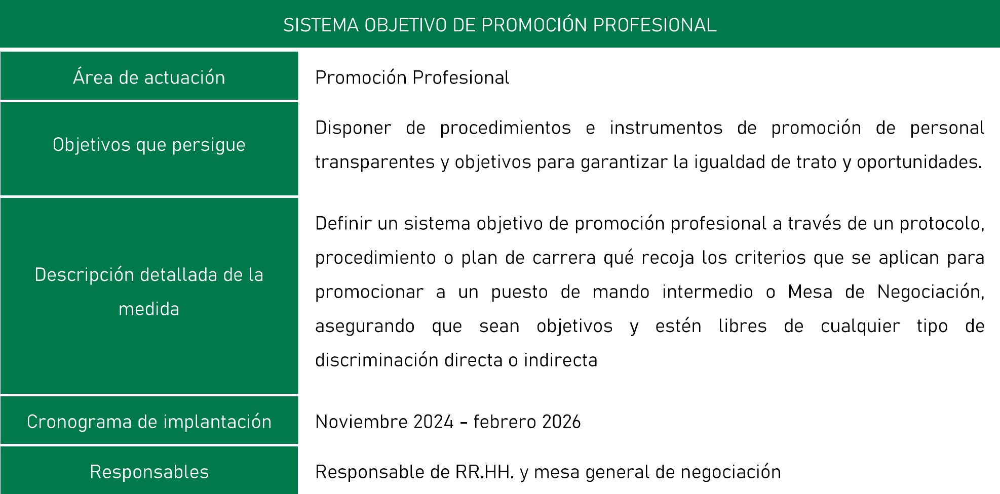 SISTEMA OBJETIVO DE PROMOCIÓN PROFESIONAL
Área de actuación
Promoción Profesional
Objetivos que persigue
Disponer de procedimientos e instrumentos de promoción de personal
transparentes y objetivos para garantizar la igualdad de trato y oportunidades.
Descripción detallada de la
medida
Definir un sistema objetivo de promoción profesional a través de un protocolo,
procedimiento o plan de carrera qué recoja los criterios que se aplican para
promocionar a un puesto de mando intermedio o Mesa de Negociación,
asegurando que sean objetivos y estén libres de cualquier tipo de
discriminación directa o indirecta
Cronograma de implantación
Noviembre 2024 - febrero 2026
Responsables
Responsable de RR.HH. y mesa general de negociación